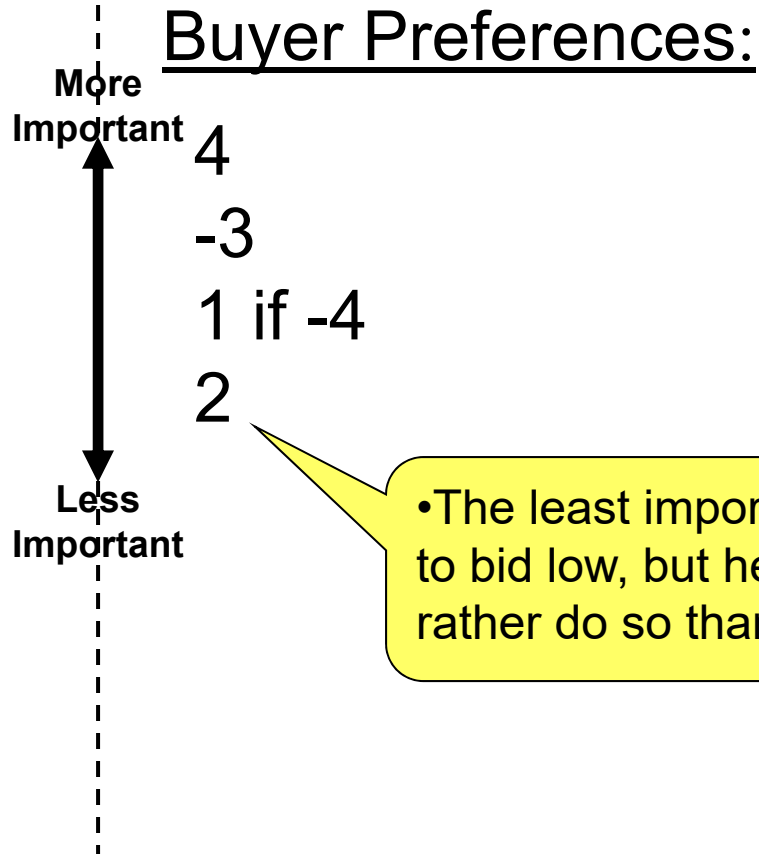 Buyer Preferences:
More
Important
4
-3
1 if -4
2
Less
Important
•The least impor
to bid low, but he
rather do so than